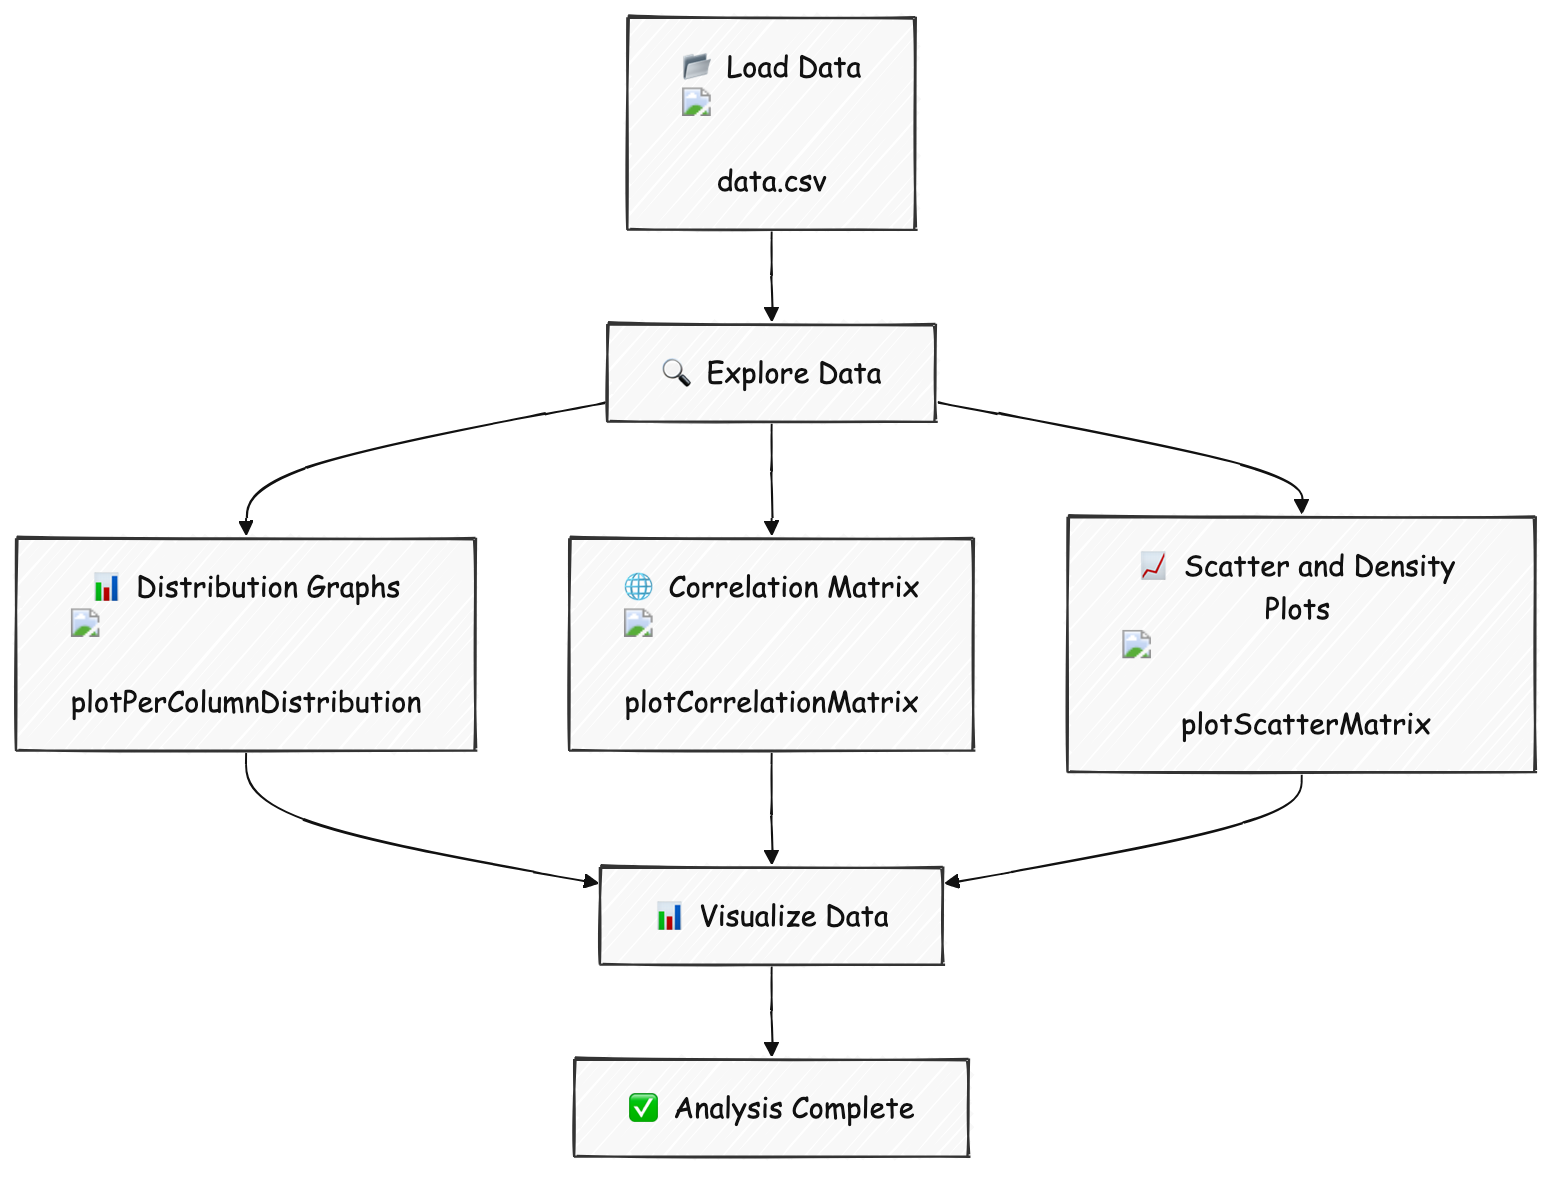 Load Data
data.csv
Explore Data
Distribution Graphs
plotPerColumnDistribution
Correlation Matrix
plotCorrelationMatrix
Scatter and Density
Plots
plotScatterMatrix
Visualize Data
Analysis Complete